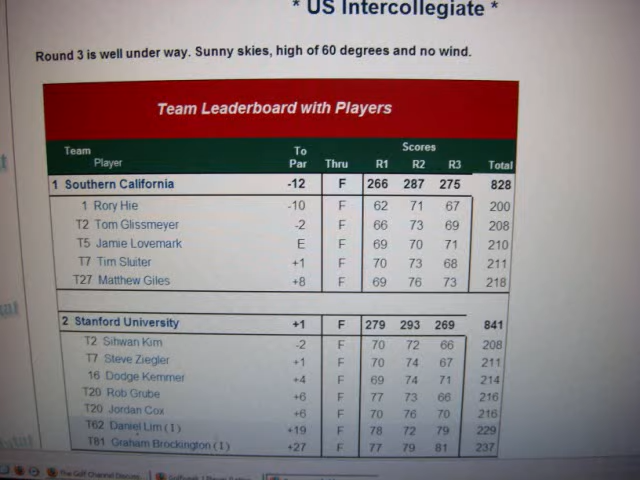 * US Intercollegiate *
Round 3 is well under way. Sunny skies, high of 60 degrees and no wind.
Team Leaderboard with Players
Team To Scores
Player Par Thru R1 R2 R3 Total
1 Southern California -12 F 266 287 275 828
1 Rory Hie -10 F 62 71 67 200
T2 Tom Glissmeyer -2 F 66 73 69 208
T5 Jamie Lovemark E F 69 70 71 210
T7 Tim Sluiter +1 F 70 73 68 211
T27 Matthew Giles +8 F 69 76 73 218
2 Stanford University +1 F 279 293 269 841
T2 Sihwan Kim -2 F 70 72 66 208
T7 Steve Ziegler +1 F 70 74 67 211
16 Dodge Kemmer +4 F 69 74 71 214
T20 Rob Grube +6 F 77 73 66 216
T20 Jordan Cox +6 F 70 76 70 216
T62 Daniel Lim (1) +19 F 78 72 79 229
T81 Graham Brockington (1) +27 F 77 79 81 237
The Golf Channel